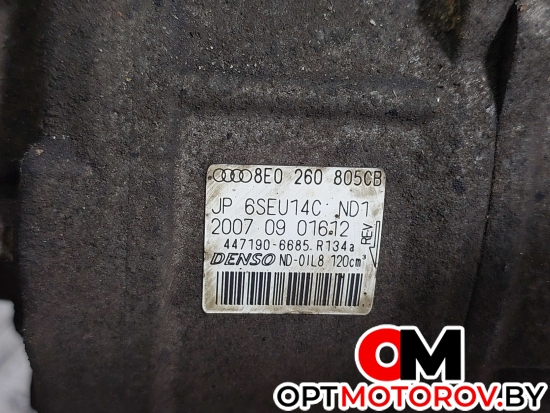 8E0 260 805CB
JP 6SEU14C ND1
2007 09 01612
447190-6685 R134a
REV
DENSO ND-OIL8 120cm³
OM
OPTMOTOROV.BY